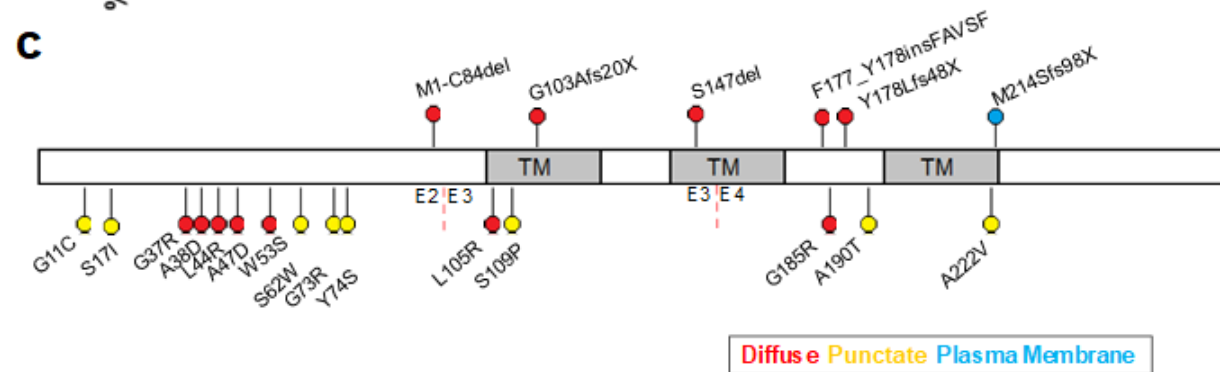 %
C
M1-C84del
G103Afs20X
S147del
F177_Y178insFAVSF
Y178Lfs48X
M214Sfs98X
TM
TM
TM
E2 E3
E3 E4
G11C
S17I
G37R
A38D
L44R
A47D
W53S
S62W
G73R
Y74S
L105R
S109P
G185R
A190T
A222V
Diffuse Punctate Plasma Membrane